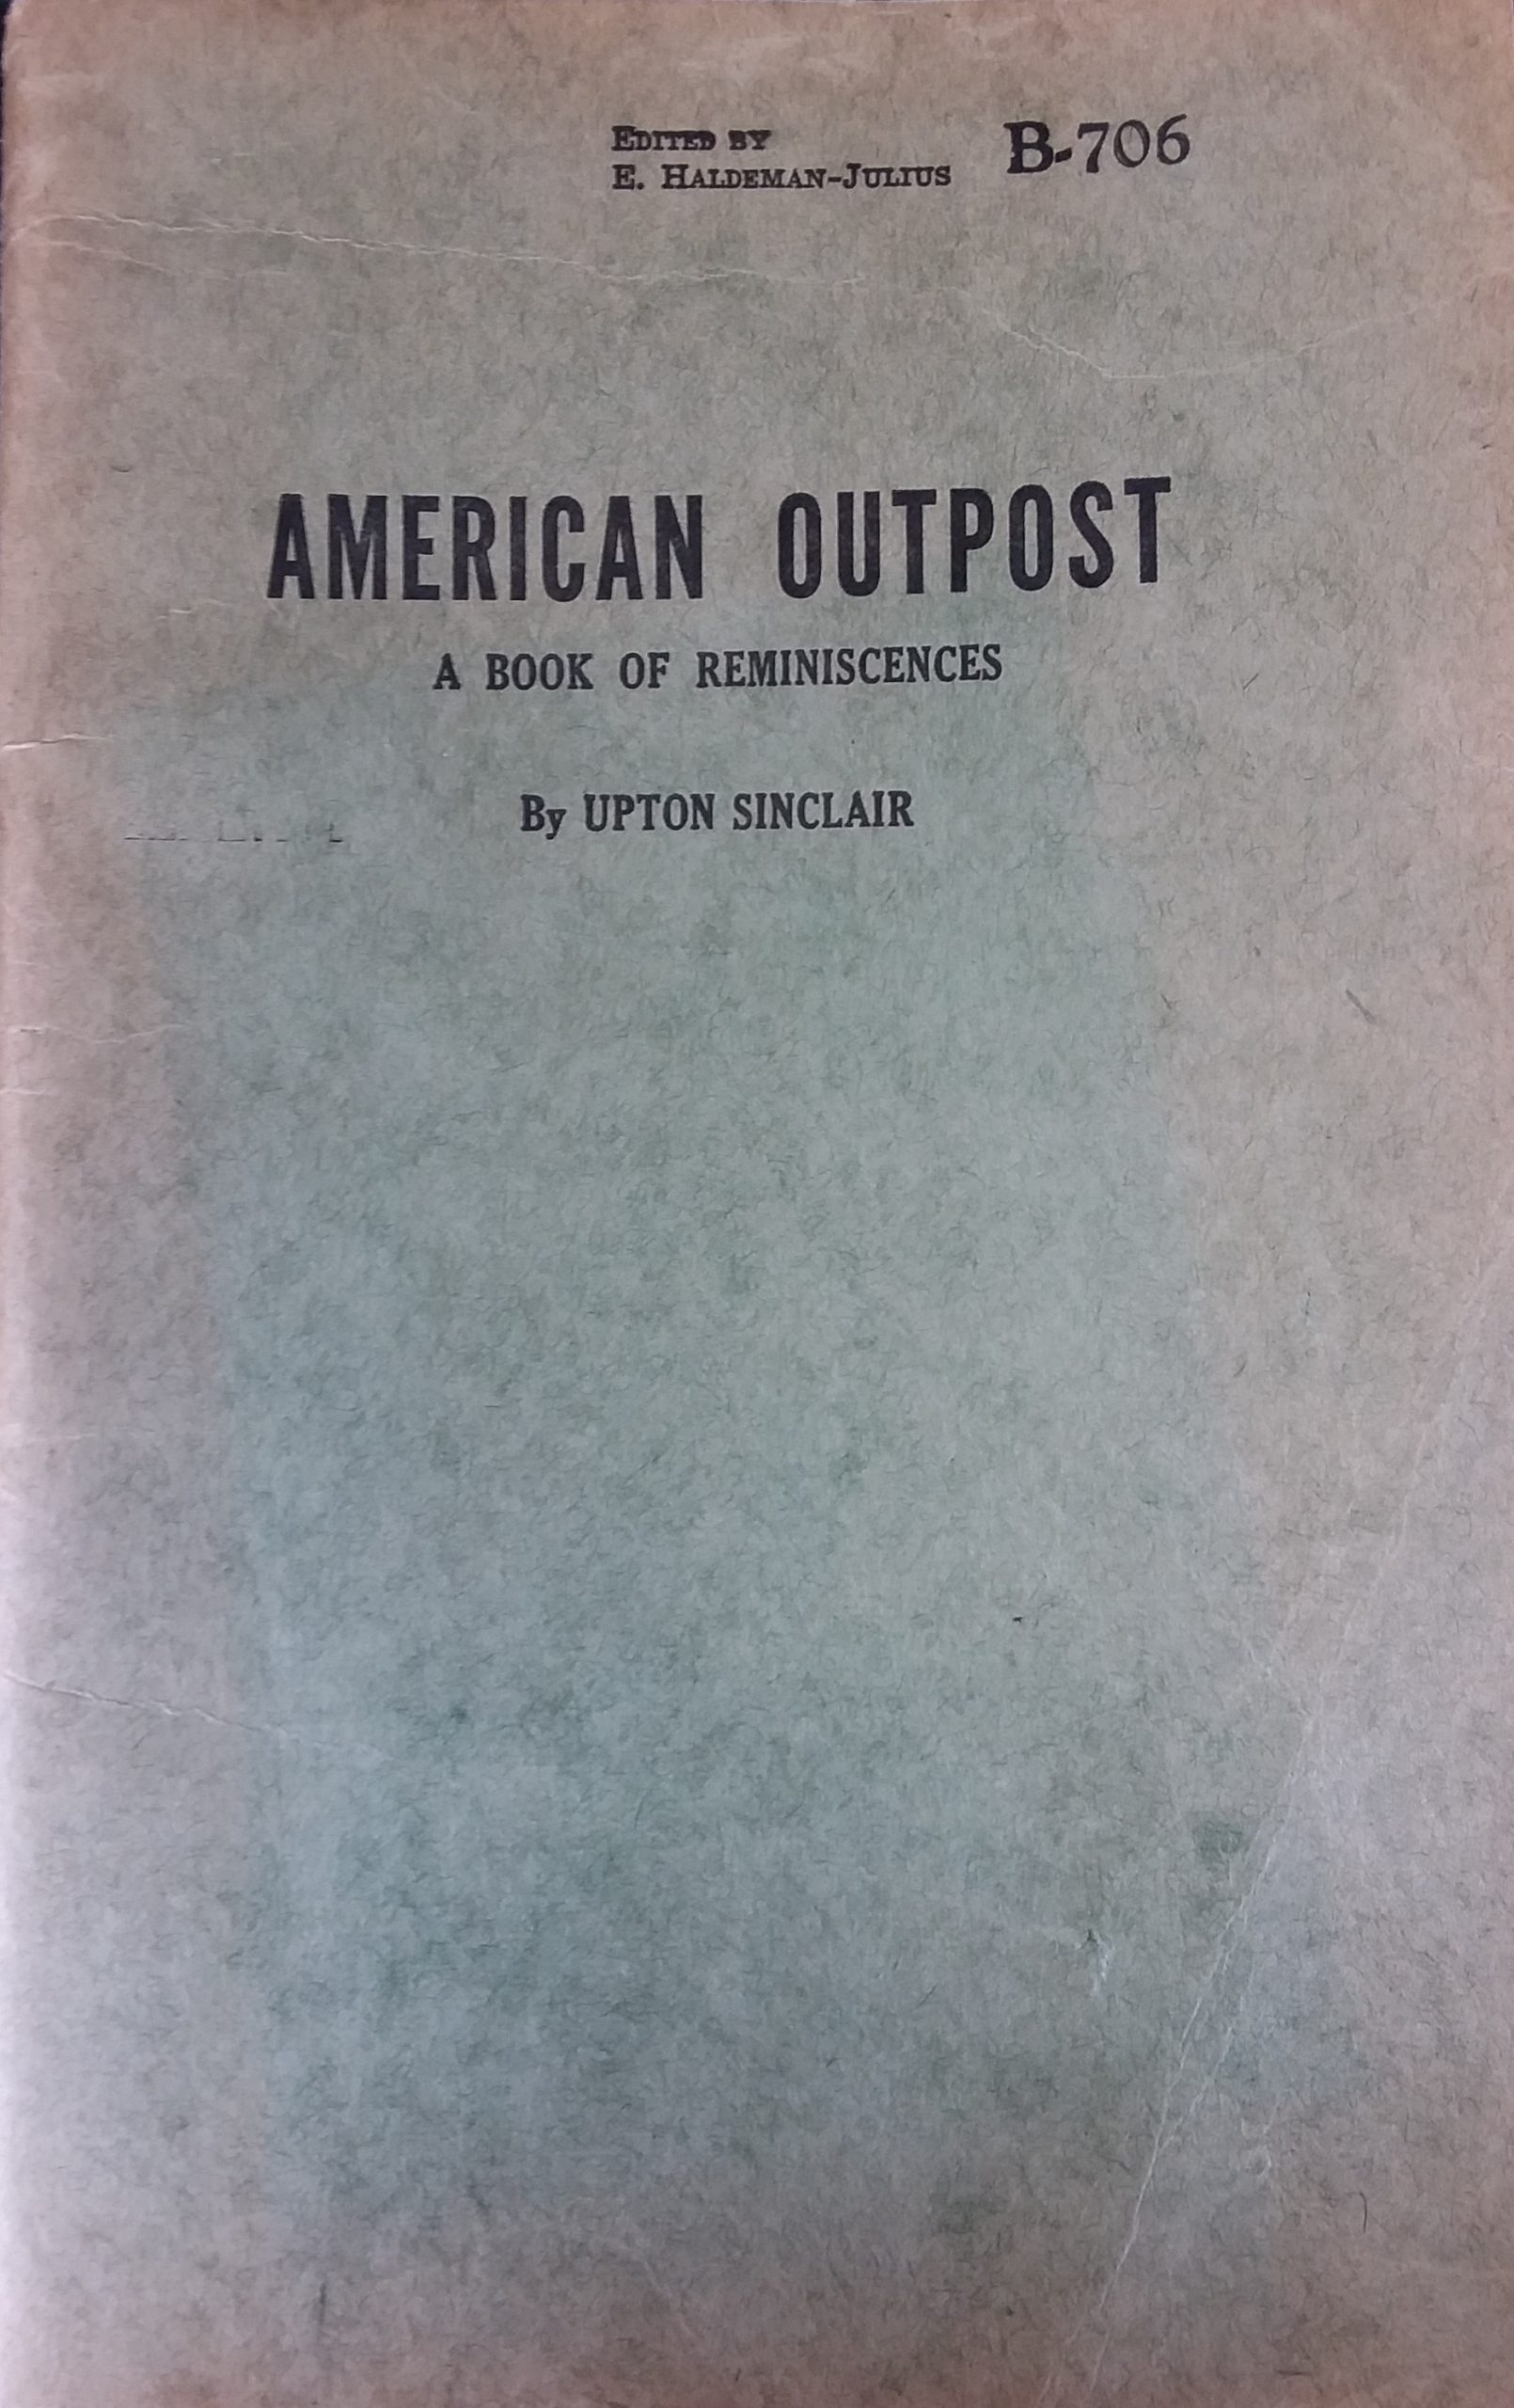 EDITED BY
E. HALDEMAN-JULIUS
B-706
AMERICAN OUTPOST
A BOOK OF REMINISCENCES
By UPTON SINCLAIR